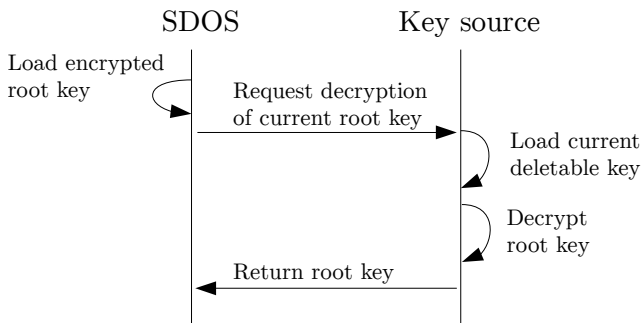 SDOS
Key source
Load encrypted
root key
Request decryption
of current root key
Load current
deletable key
Decrypt
root key
Return root key